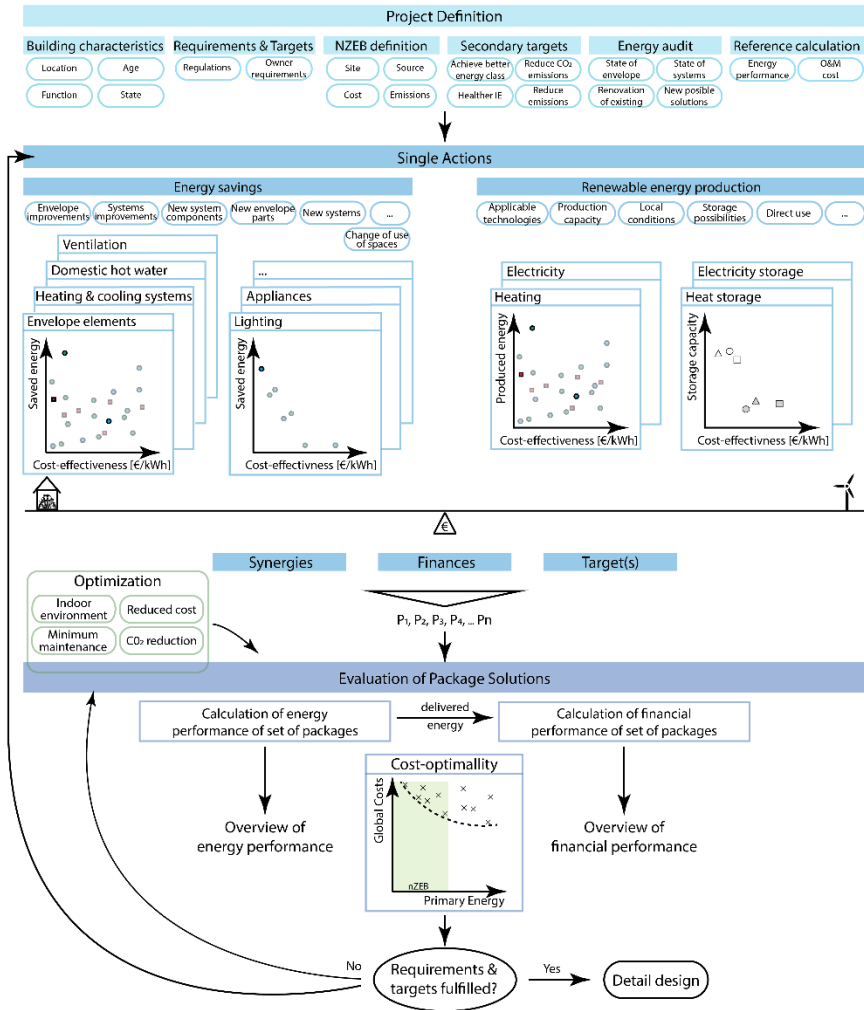 Project Definition
Building characteristics
Requirements & Targets
NZEB definition
Secondary targets
Energy audit
Reference calculation
Location
Age
Function
State
Regulations
Owner
requirements
Site
Source
Cost
Emissions
Achieve better
energy class
Reduce CO₂
emissions
Healther IE
Reduce
emissions
State of
envelope
State of
systems
Renovation
of existing
New posible
solutions
Energy
performance
O&M
cost
Single Actions
Energy savings
Envelope
improvements
Systems
improvements
New system
components
New envelope
parts
New systems
...
Change of use
of spaces
Renewable energy production
Applicable
technologies
Production
capacity
Local
conditions
Storage
possibilities
Direct use
...
Ventilation
Domestic hot water
Heating & cooling systems
Envelope elements
Saved energy
Cost-effectiveness [€/kWh]
...
Appliances
Lighting
Saved energy
Cost-effectivness [€/kWh]
Electricity
Heating
Produced energy
Cost-effectiveness [€/kWh]
Electricity storage
Heat storage
Storage capacity
Cost-effectiveness [€/kWh]
€
Synergies
Finances
Target(s)
Optimization
Indoor
environment
Reduced cost
Minimum
maintenance
C0₂ reduction
P₁, P₂, P₃, P₄, ... Pn
Evaluation of Package Solutions
Calculation of energy
performance of set of packages
delivered
energy
Calculation of financial
performance of set of packages
Cost-optimallity
Global Costs
nZEB
Primary Energy
Overview of
energy performance
Overview of
financial performance
No
Requirements &
targets fulfilled?
Yes
Detail design